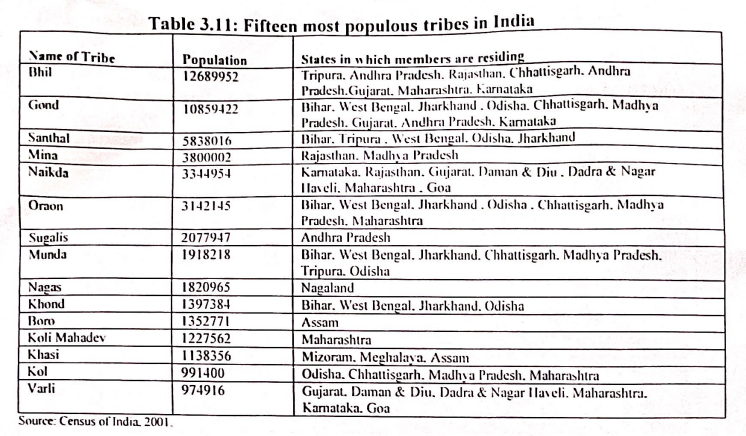 Table 3.11: Fifteen most populous tribes in India
Name of Tribe Population States in which members are residing
Bhil 12689952 Tripura, Andhra Pradesh, Rajasthan, Chhattisgarh, Andhra
Pradesh,Gujarat, Maharashtra, Karnataka
Gond 10859422 Bihar, West Bengal, Jharkhand , Odisha, Chhattisgarh, Madhya
Pradesh, Gujarat, Andhra Pradesh, Karnataka
Santhal 5838016 Bihar, Tripura , West Bengal, Odisha, Jharkhand
Mina 3800002 Rajasthan, Madhya Pradesh
Naikda 3344954 Karnataka, Rajasthan, Gujarat, Daman & Diu , Dadra & Nagar
Haveli, Maharashtra , Goa
Oraon 3142145 Bihar, West Bengal, Jharkhand , Odisha , Chhattisgarh, Madhya
Pradesh, Maharashtra
Sugalis 2077947 Andhra Pradesh
Munda 1918218 Bihar, West Bengal, Jharkhand, Chhattisgarh, Madhya Pradesh,
Tripura, Odisha
Nagas 1820965 Nagaland
Khond 1397384 Bihar, West Bengal, Jharkhand, Odisha
Boro 1352771 Assam
Koli Mahadev 1227562 Maharashtra
Khasi 1138356 Mizoram, Meghalaya, Assam
Kol 991400 Odisha, Chhattisgarh, Madhya Pradesh, Maharashtra
Varli 974916 Gujarat, Daman & Diu, Dadra & Nagar Haveli, Maharashtra,
Karnataka, Goa
Source: Census of India, 2001.